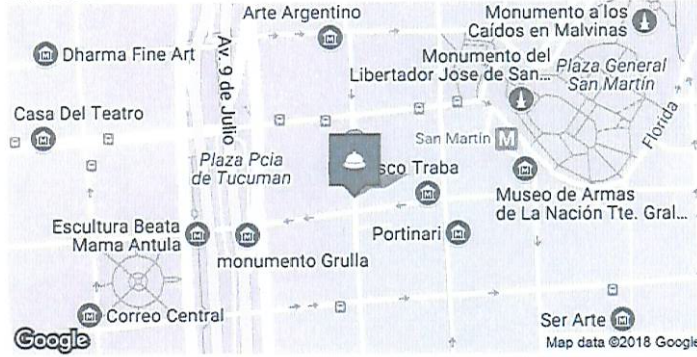 Arte Argentino
Monumento a los
Caídos en Malvinas
Dharma Fine Art
Av. 9 de Julio
Monumento del
Libertador Jose de San...
Plaza General
San Martín
Casa Del Teatro
Florida
San Martín M
Plaza Pcia
de Tucuman
sco Traba
Museo de Armas
de La Nación Tte. Gral...
Escultura Beata
Mama Antula
Portinari
monumento Grulla
Correo Central
Ser Arte
Google
Map data ©2018 Google